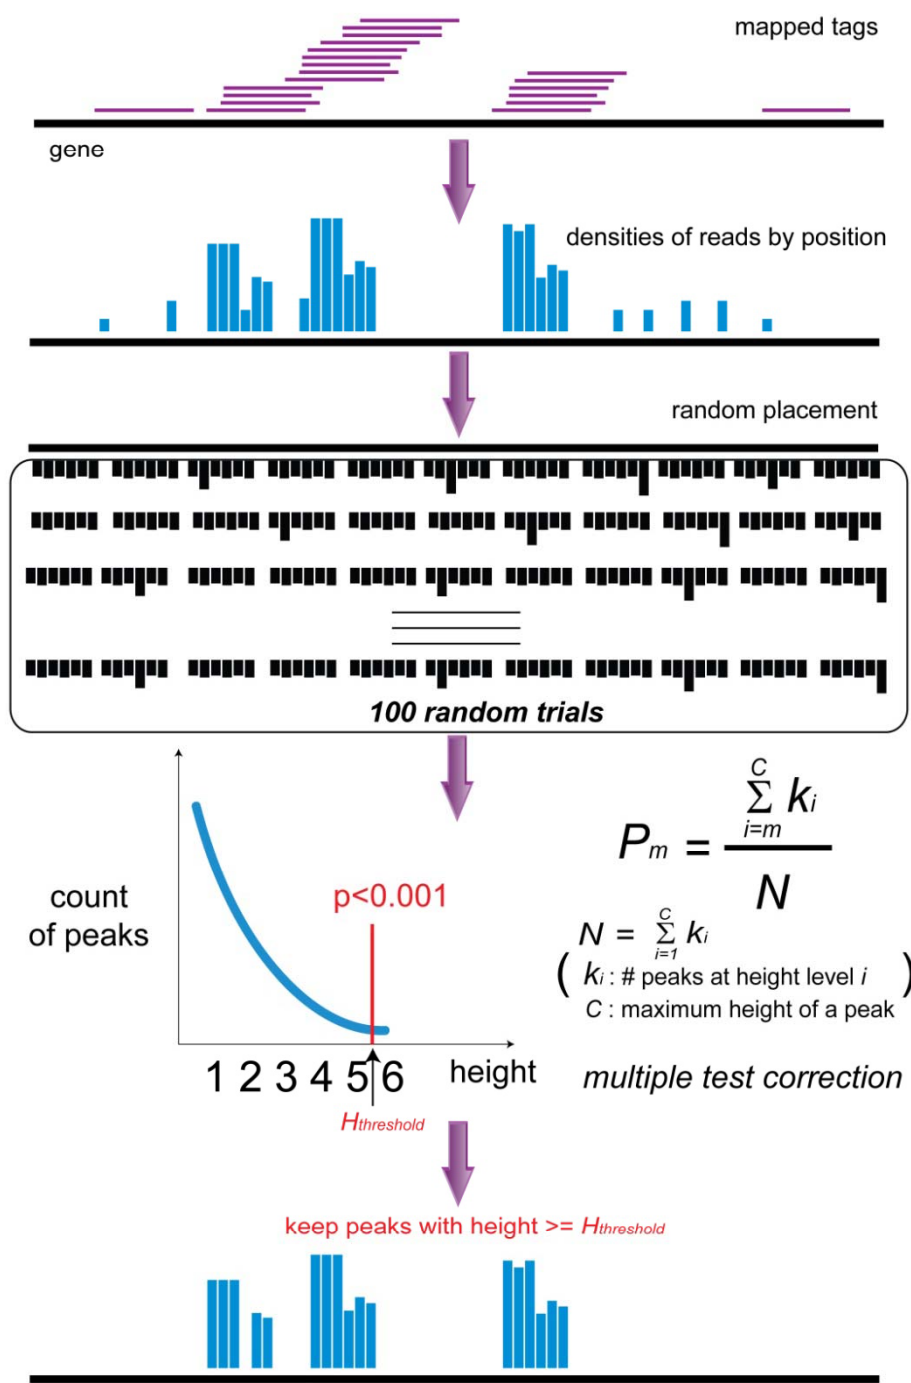 mapped tags
gene
densities of reads by position
random placement
100 random trials
count
of peaks
p<0.001
1 2 3 4 5 6
height
Hthreshold
Pm = C Σ i=m ki / N
N = C Σ i=1 ki
( ki : # peaks at height level i )
C : maximum height of a peak
multiple test correction
keep peaks with height >= Hthreshold